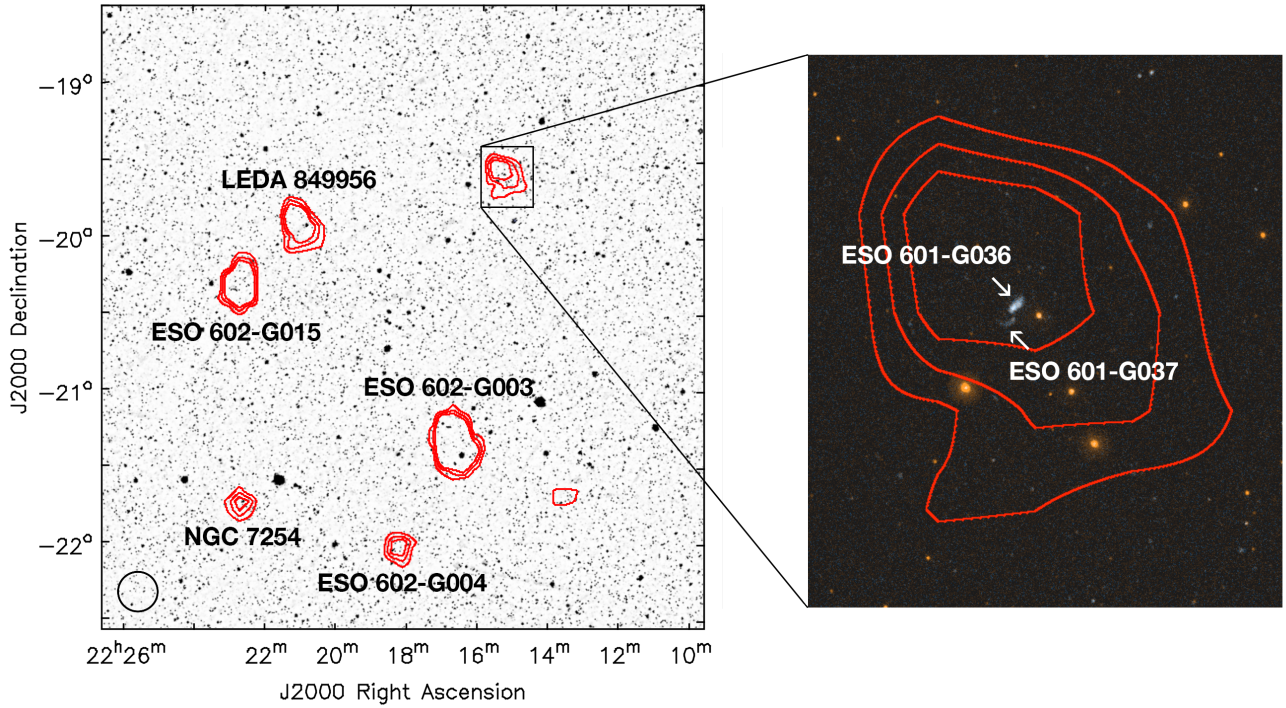 −19°
LEDA 849956
−20°
ESO 602-G015
−21°
ESO 602-G003
NGC 7254
−22°
ESO 602-G004
J2000 Declination
22ʰ26ᵐ 22ᵐ 20ᵐ 18ᵐ 16ᵐ 14ᵐ 12ᵐ 10ᵐ
J2000 Right Ascension
ESO 601-G036
ESO 601-G037